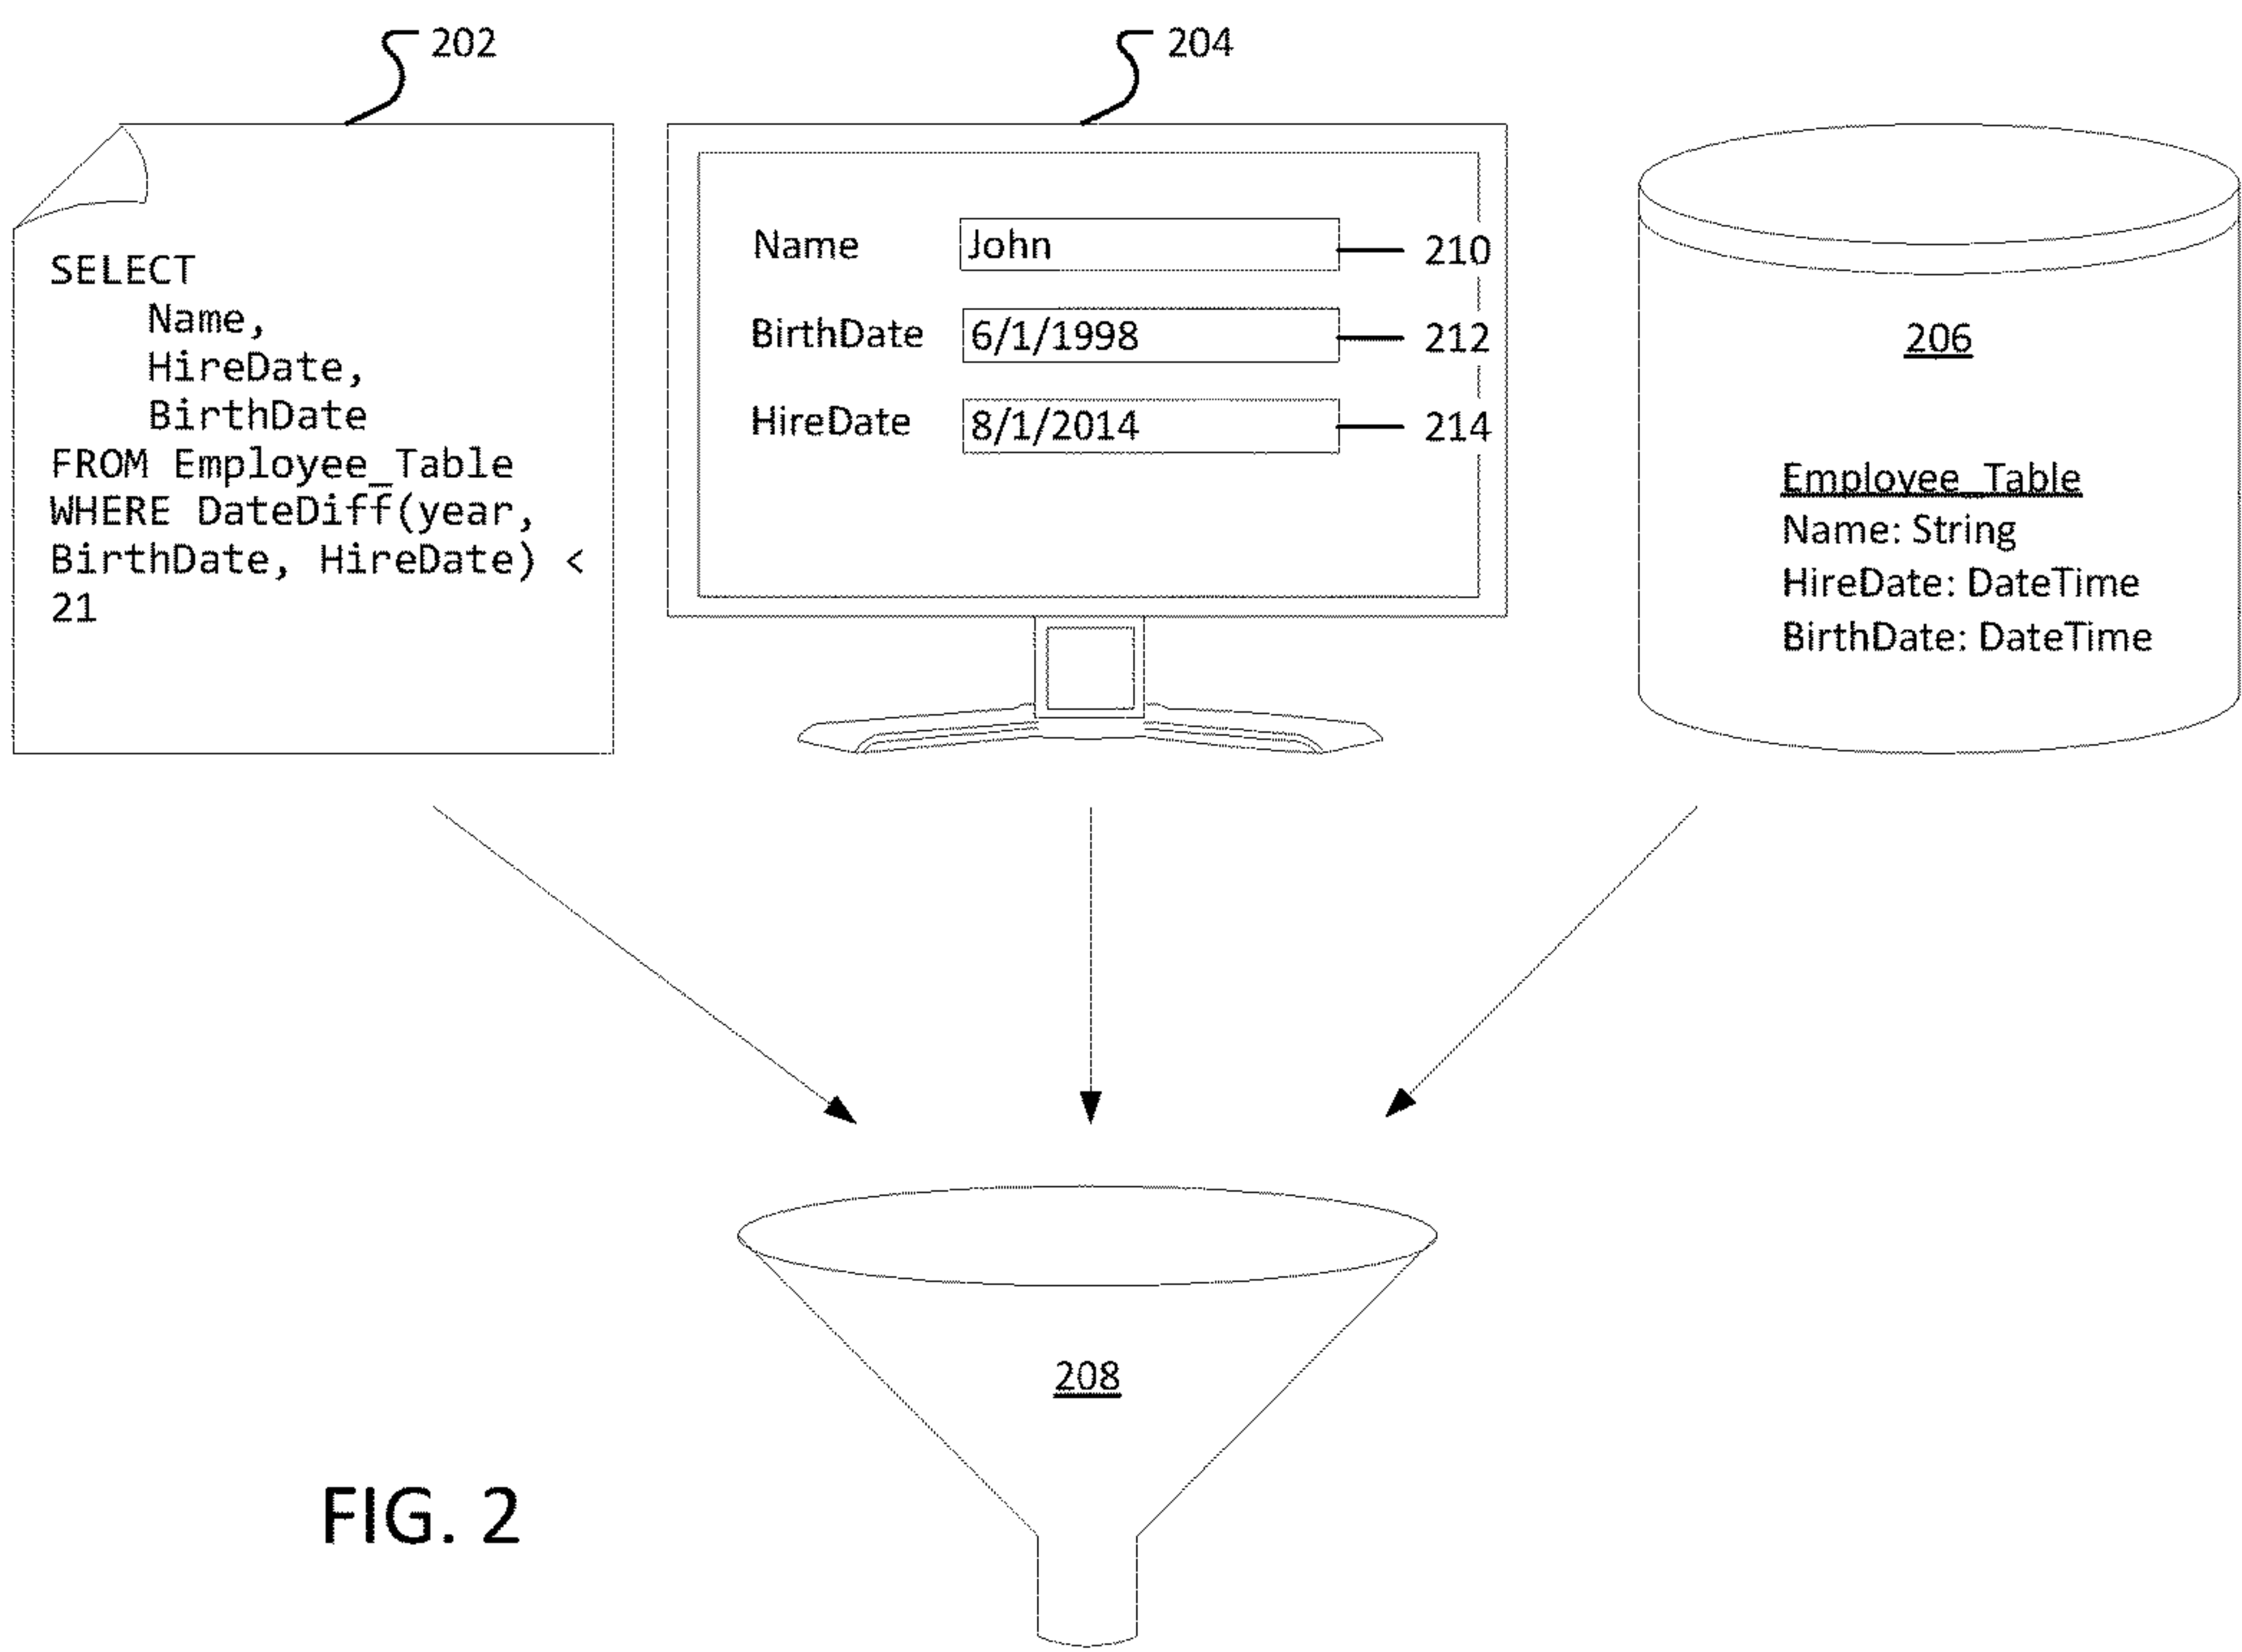 202
SELECT
Name,
HireDate,
BirthDate
FROM Employee_Table
WHERE DateDiff(year,
BirthDate, HireDate) <
21
204
Name John 210
BirthDate 6/1/1998 212
HireDate 8/1/2014 214
206
Employee_Table
Name: String
HireDate: DateTime
BirthDate: DateTime
208
FIG. 2